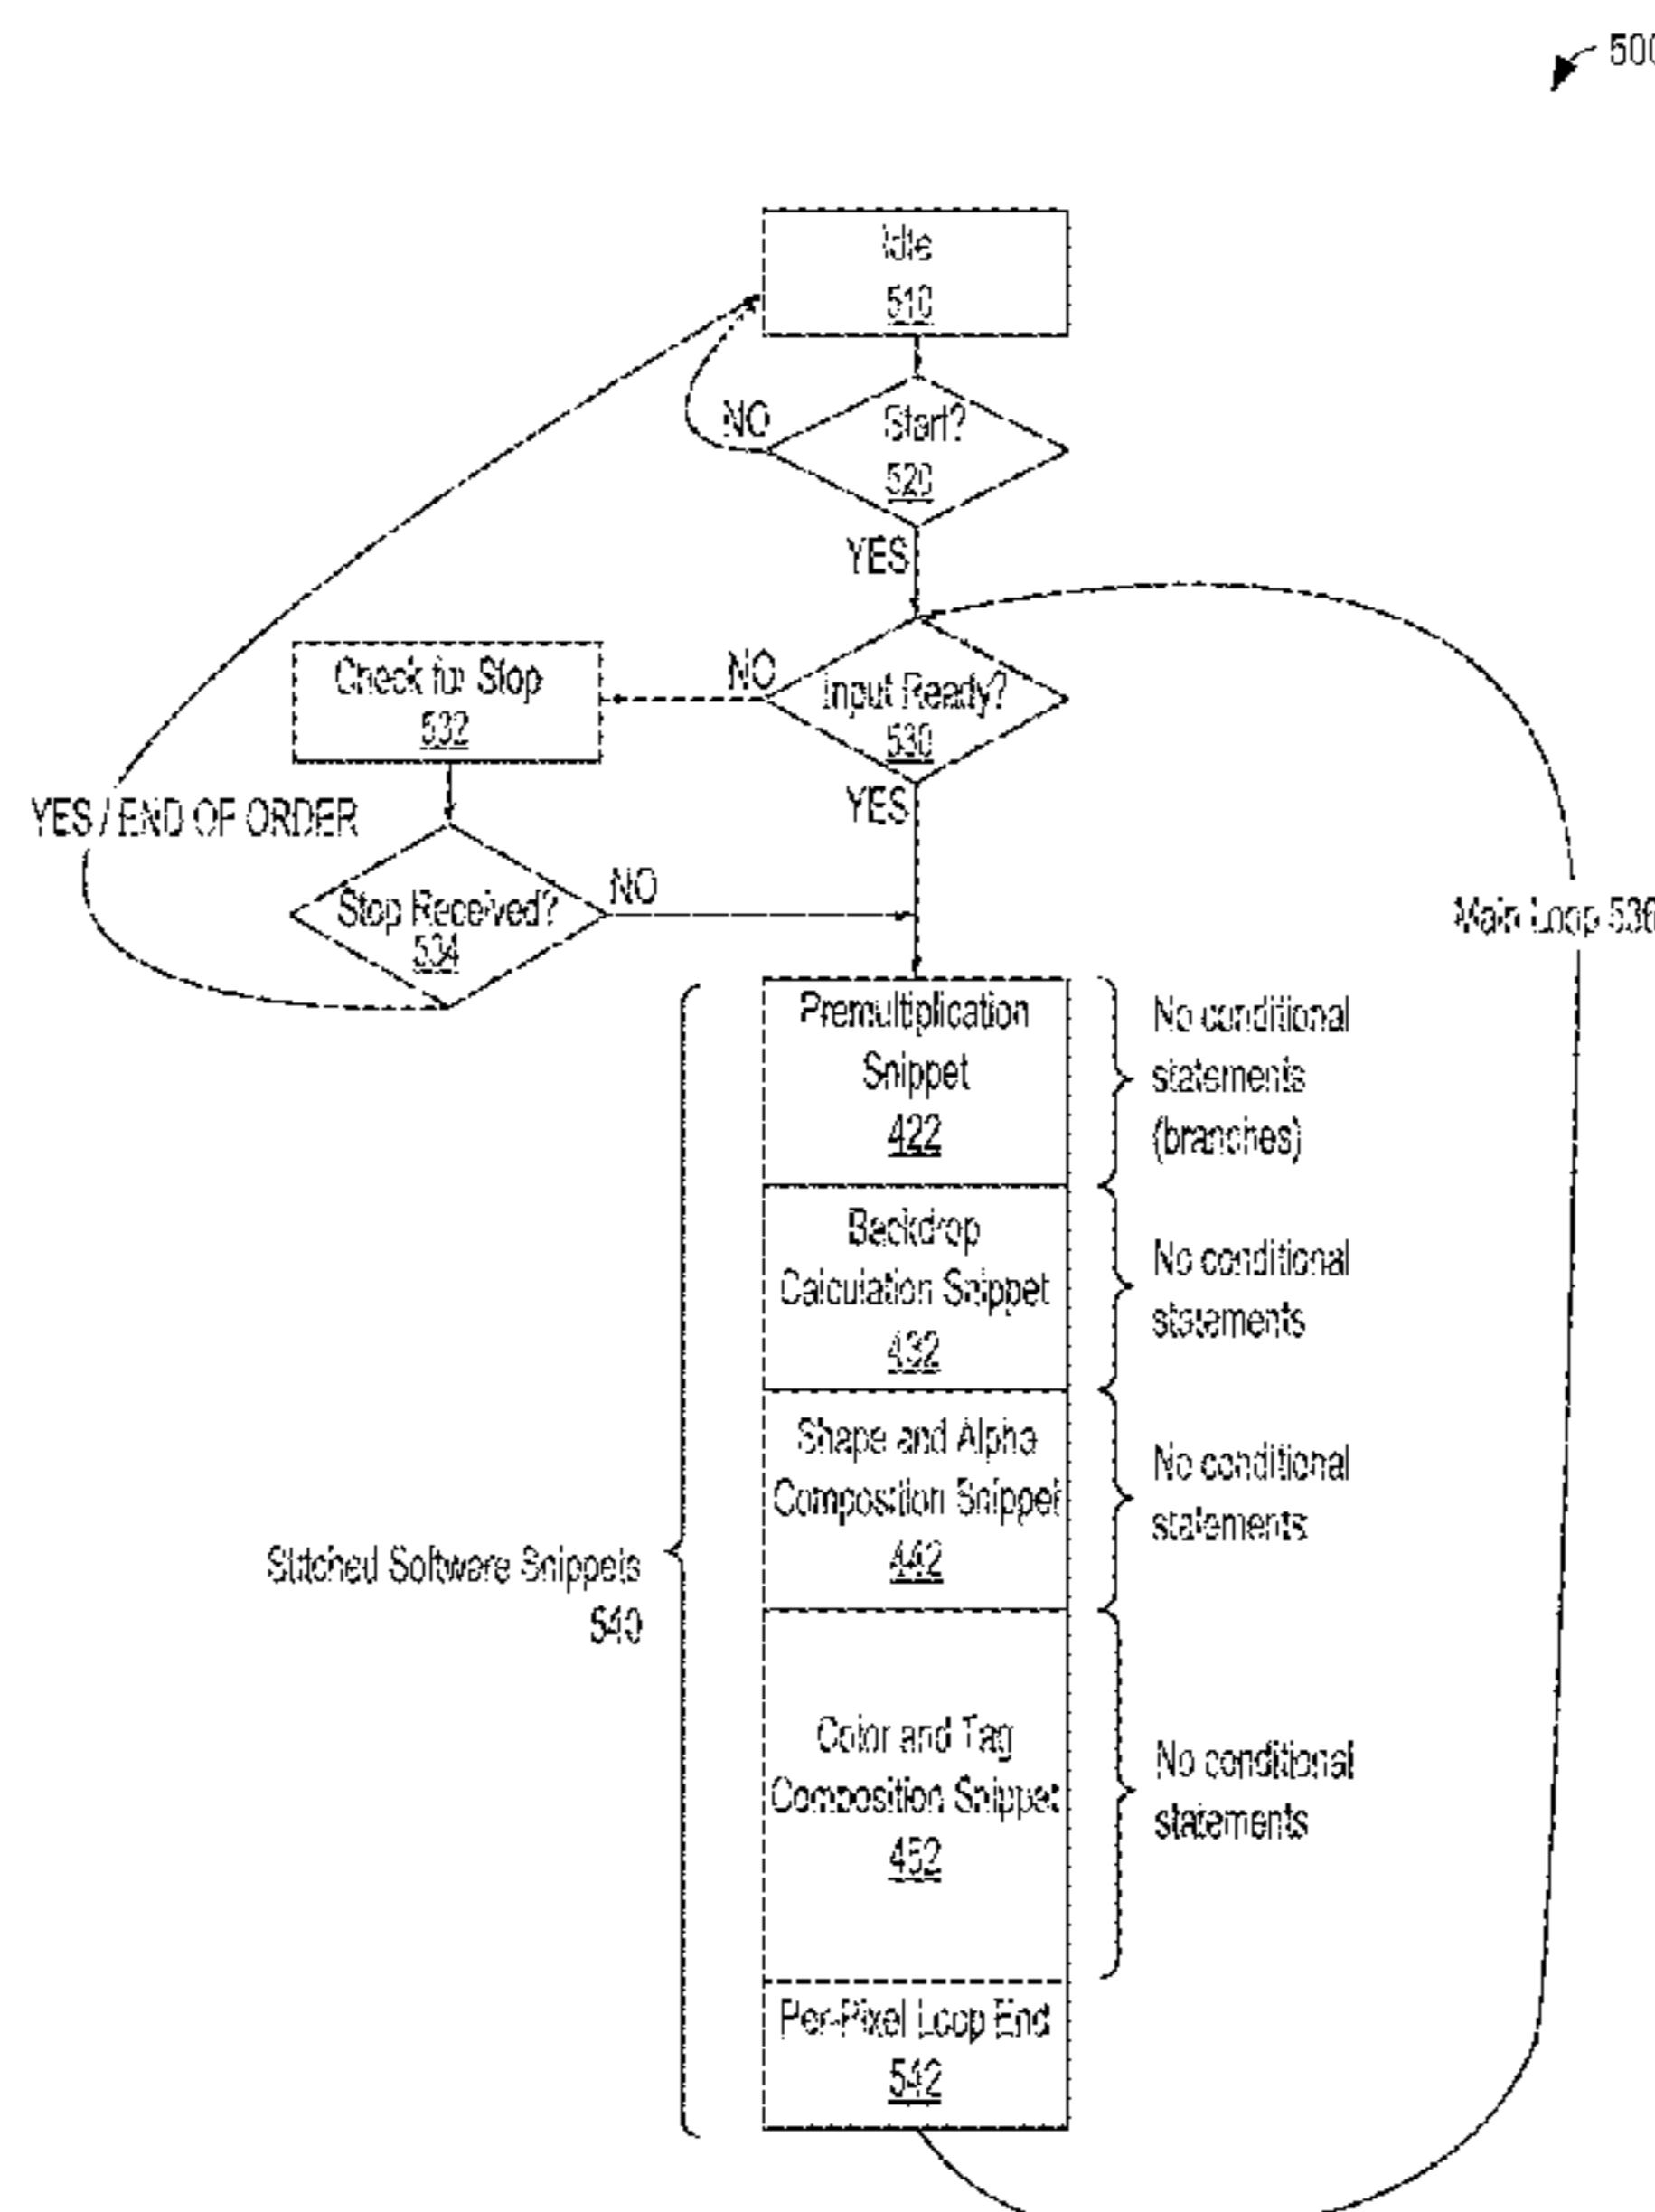 500
Idle
510
NO
Start?
520
YES
Check for Stop
532
NO
Input Ready?
530
YES / END OF ORDER
YES
Stop Received?
534
NO
Main Loop 536
Premultiplication
Snippet
422
No conditional
statements
(branches)
Backdrop
Calculation Snippet
432
No conditional
statements
Shape and Alpha
Composition Snippet
442
No conditional
statements
Stitched Software Snippets
540
Color and Tag
Composition Snippet
452
No conditional
statements
Per-Pixel Loop End
542